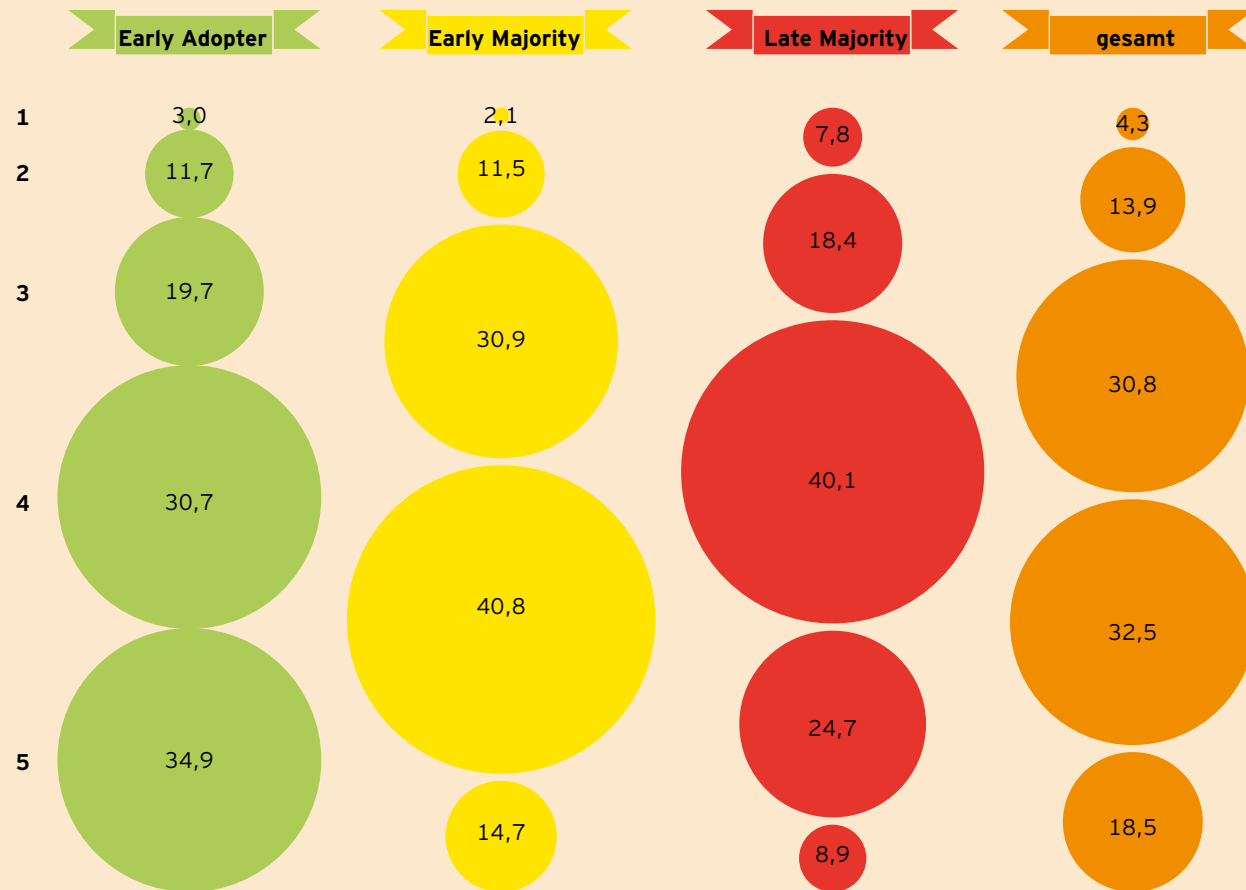 Early Adopter Early Majority Late Majority gesamt
1 3,0 2,1 7,8 4,3
2 11,7 11,5 18,4 13,9
3 19,7 30,9 40,1 30,8
4 30,7 40,8 24,7 32,5
5 34,9 14,7 8,9 18,5